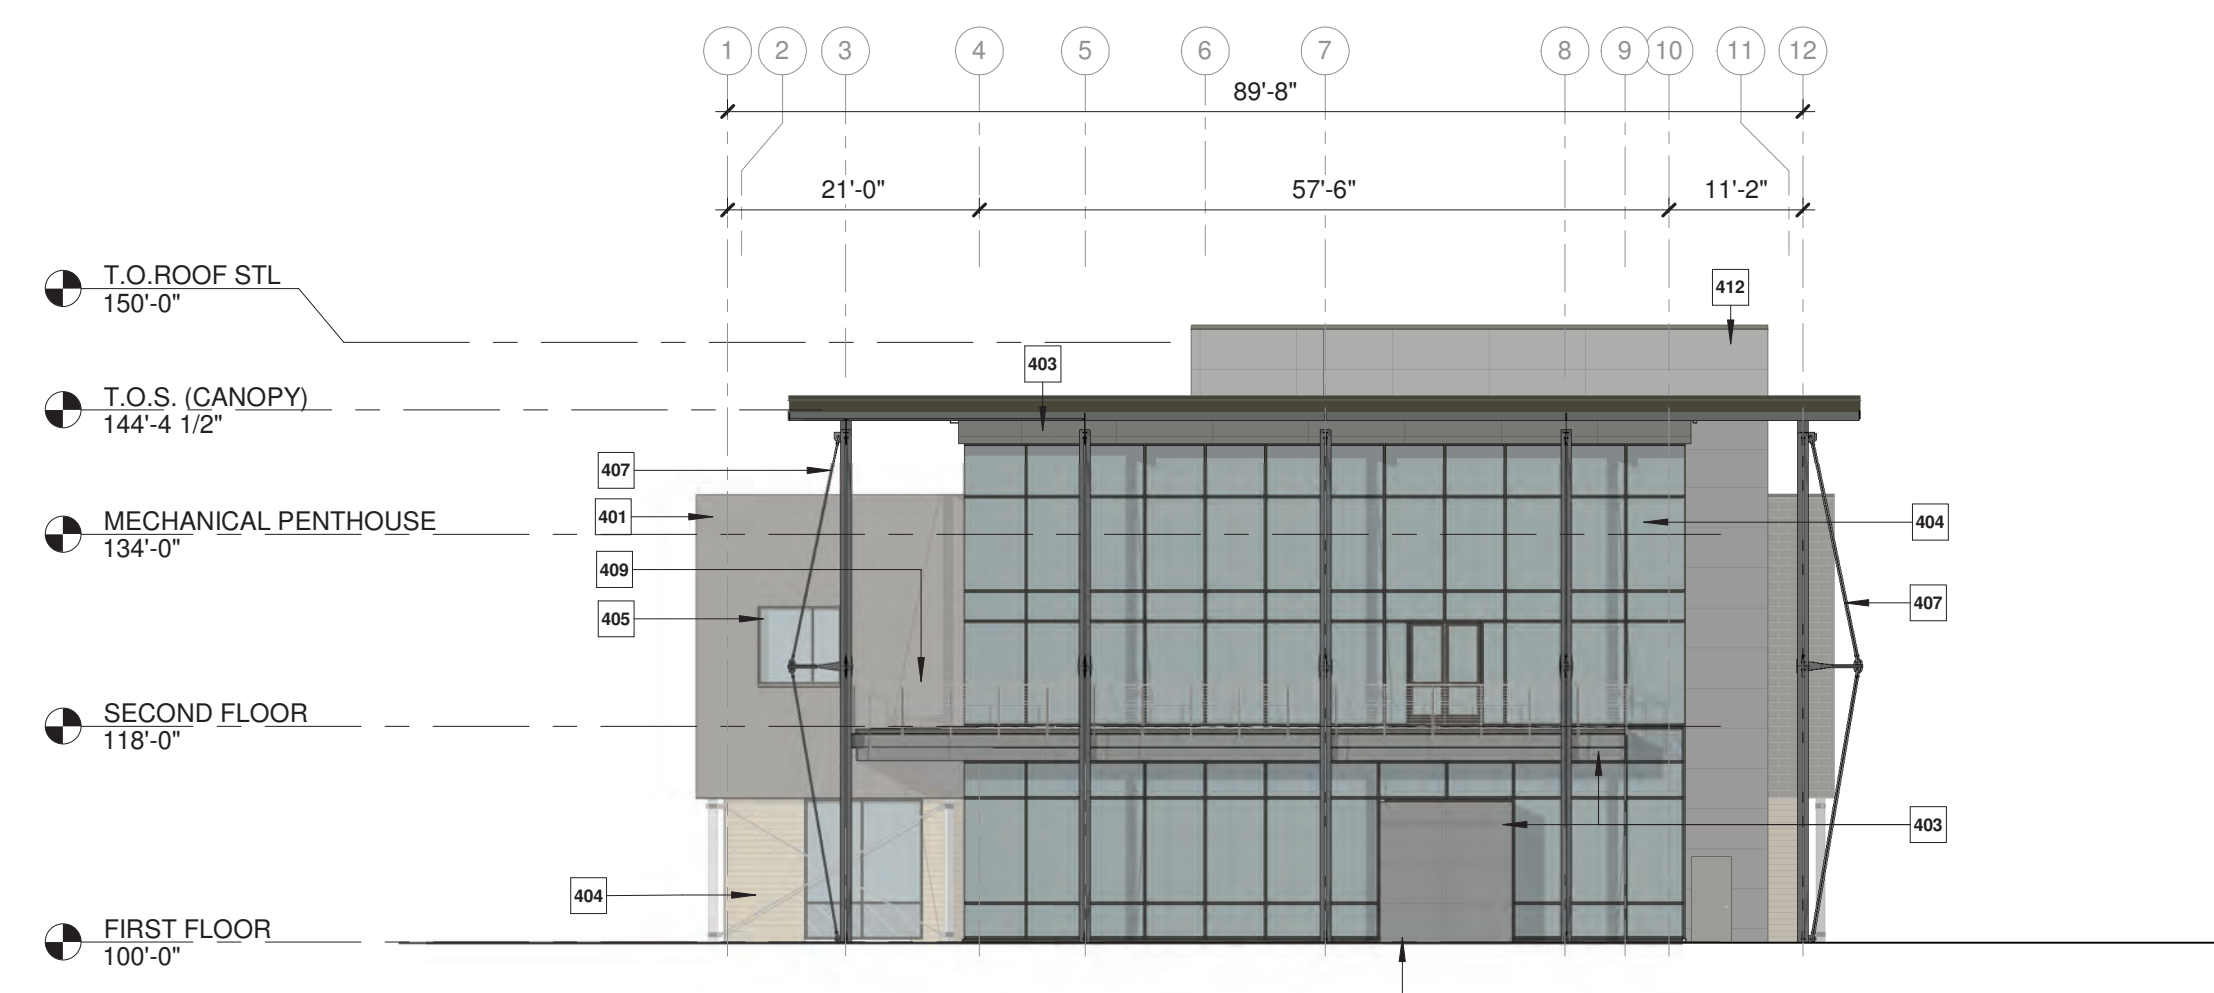 1 2 3 4 5 6 7 8 9 10 11 12
89'-8"
21'-0" 57'-6" 11'-2"
T.O.ROOF STL
150'-0"
412
403
T.O.S. (CANOPY)
144'-4 1/2"
407
401
MECHANICAL PENTHOUSE
134'-0"
404
409
405
407
SECOND FLOOR
118'-0"
403
404
FIRST FLOOR
100'-0"